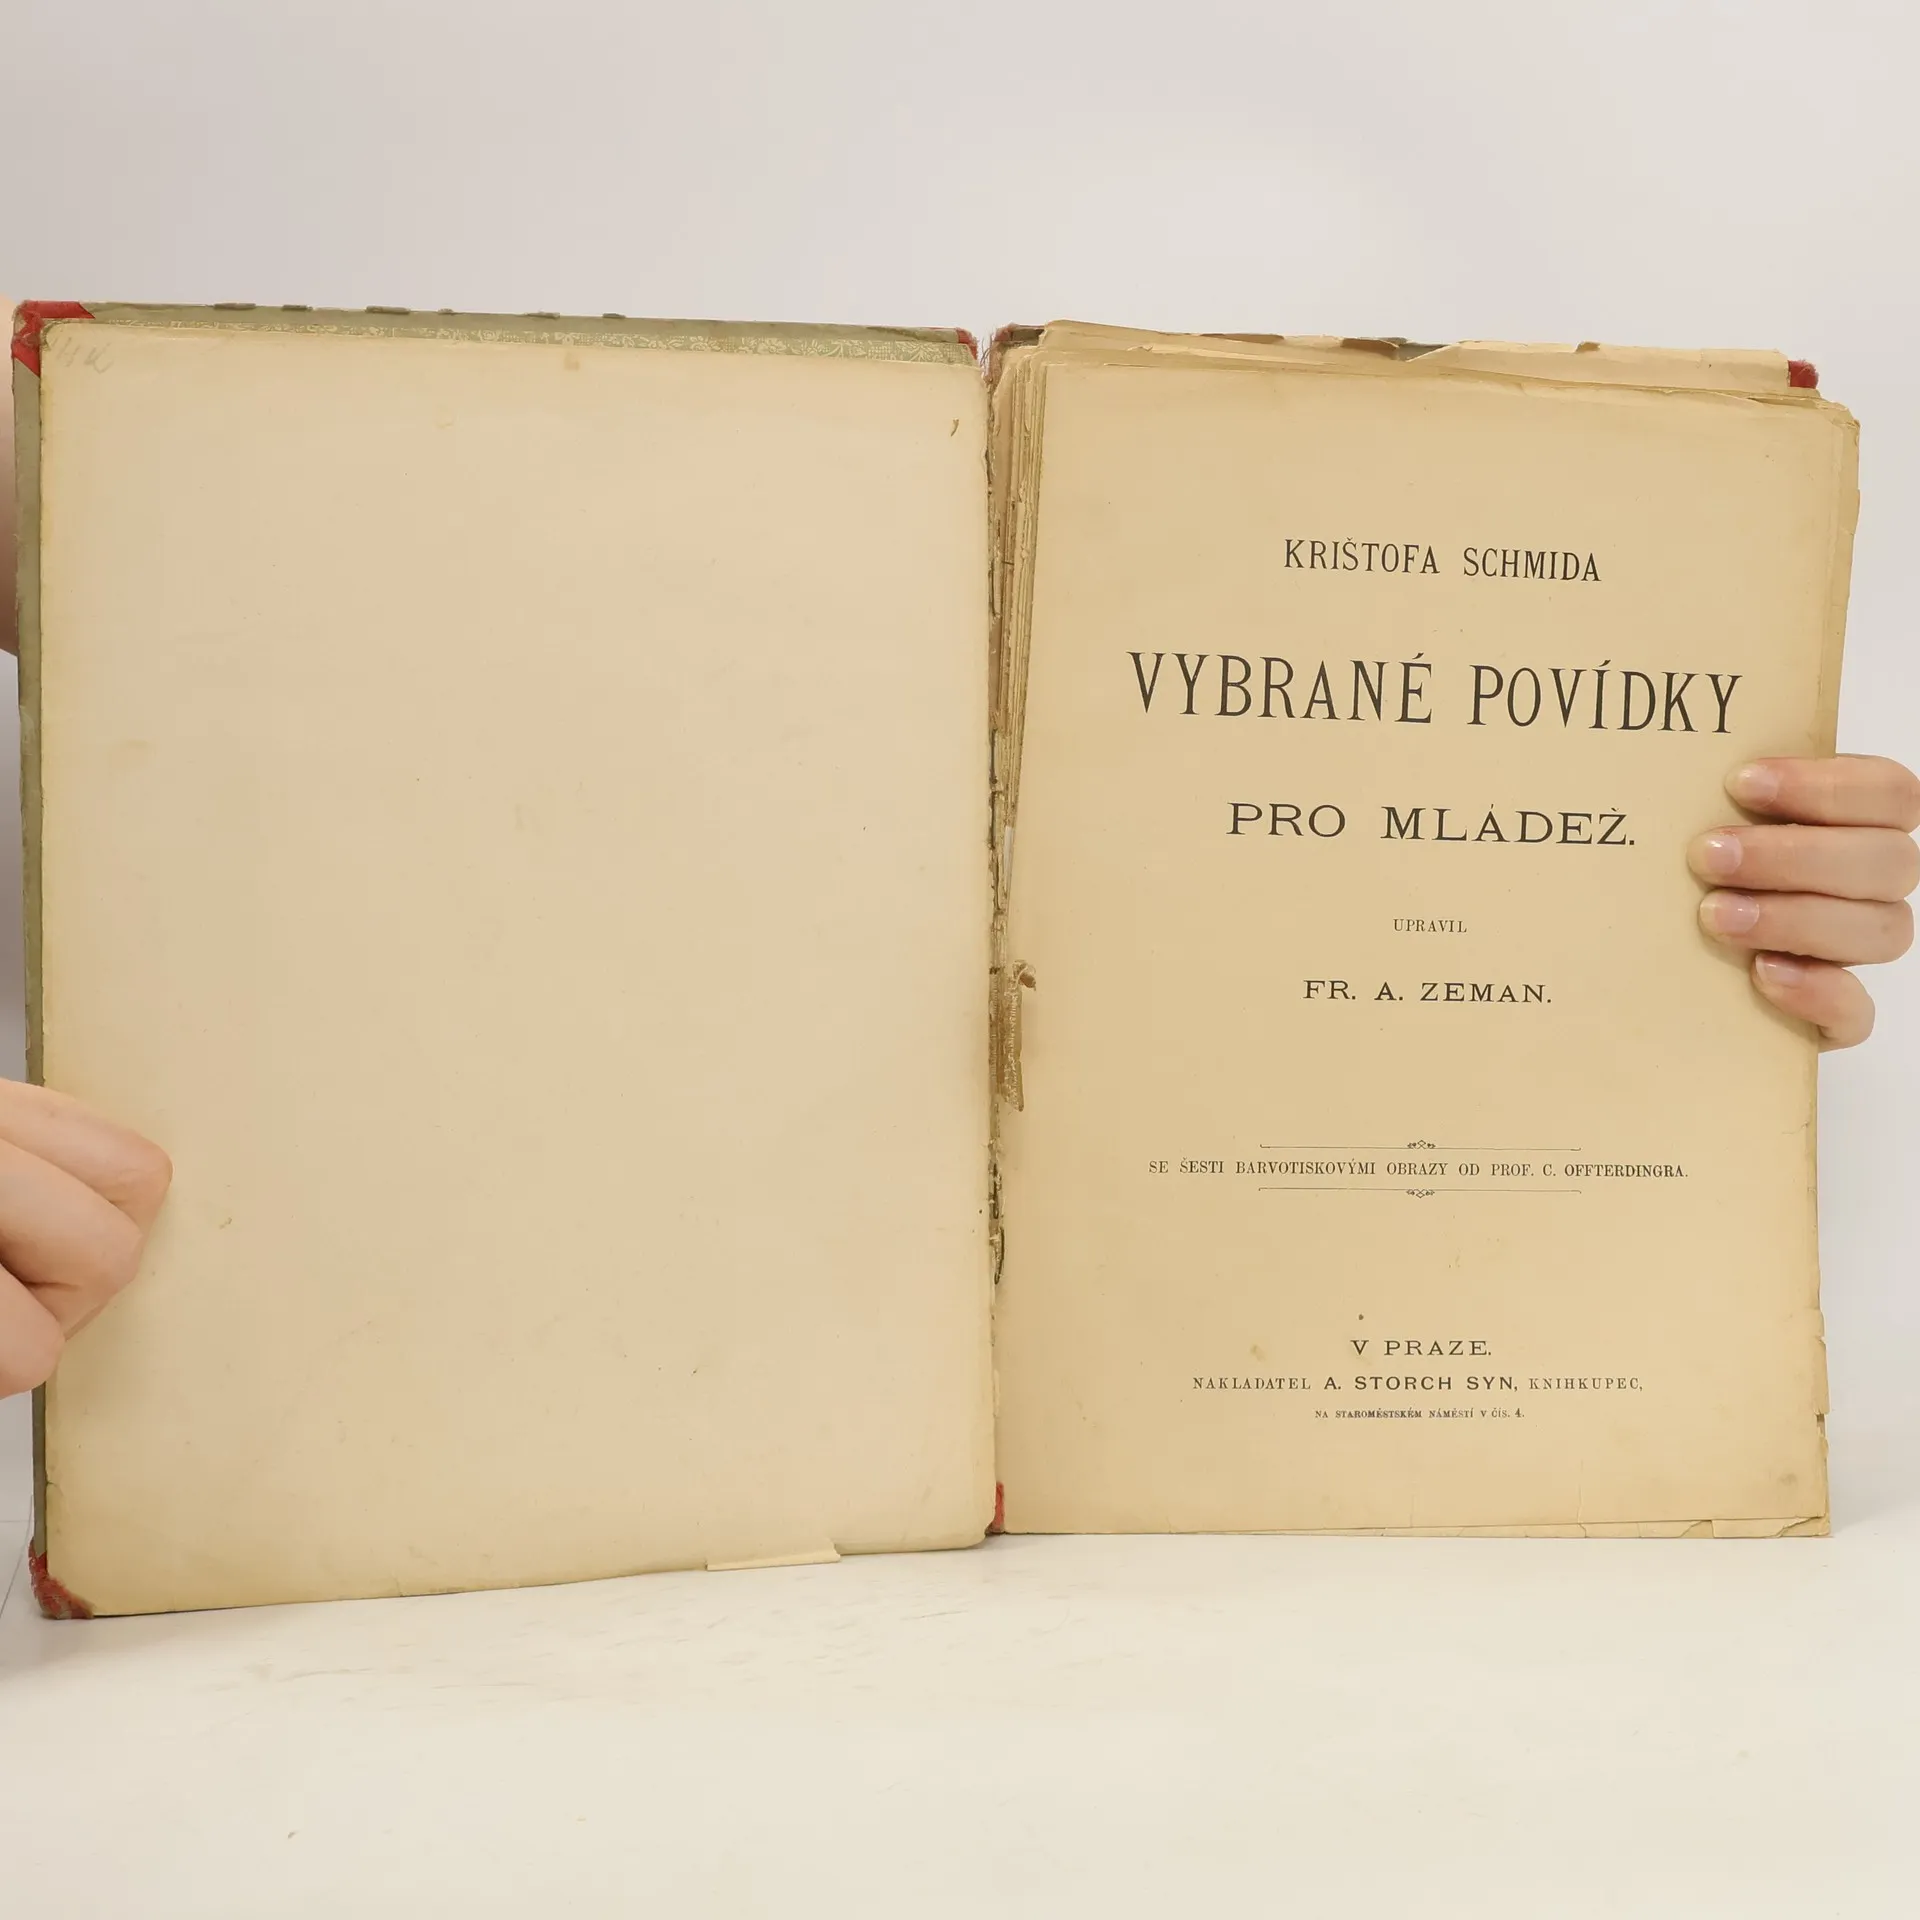 KRIŠTOFA SCHMIDA
VYBRANÉ POVÍDKY
PRO MLÁDEŽ.
UPRAVIL
FR. A. ZEMAN.
SE ŠESTI BARVOTISKOVÝMI OBRAZY OD PROF. C. OFFTERDINGRA.
V PRAZE.
NAKLADATEL A. STORCH SYN, KNIHKUPEC,
NA STAROMĚSTSKÉM NÁMĚSTÍ V ČÍS. 4.